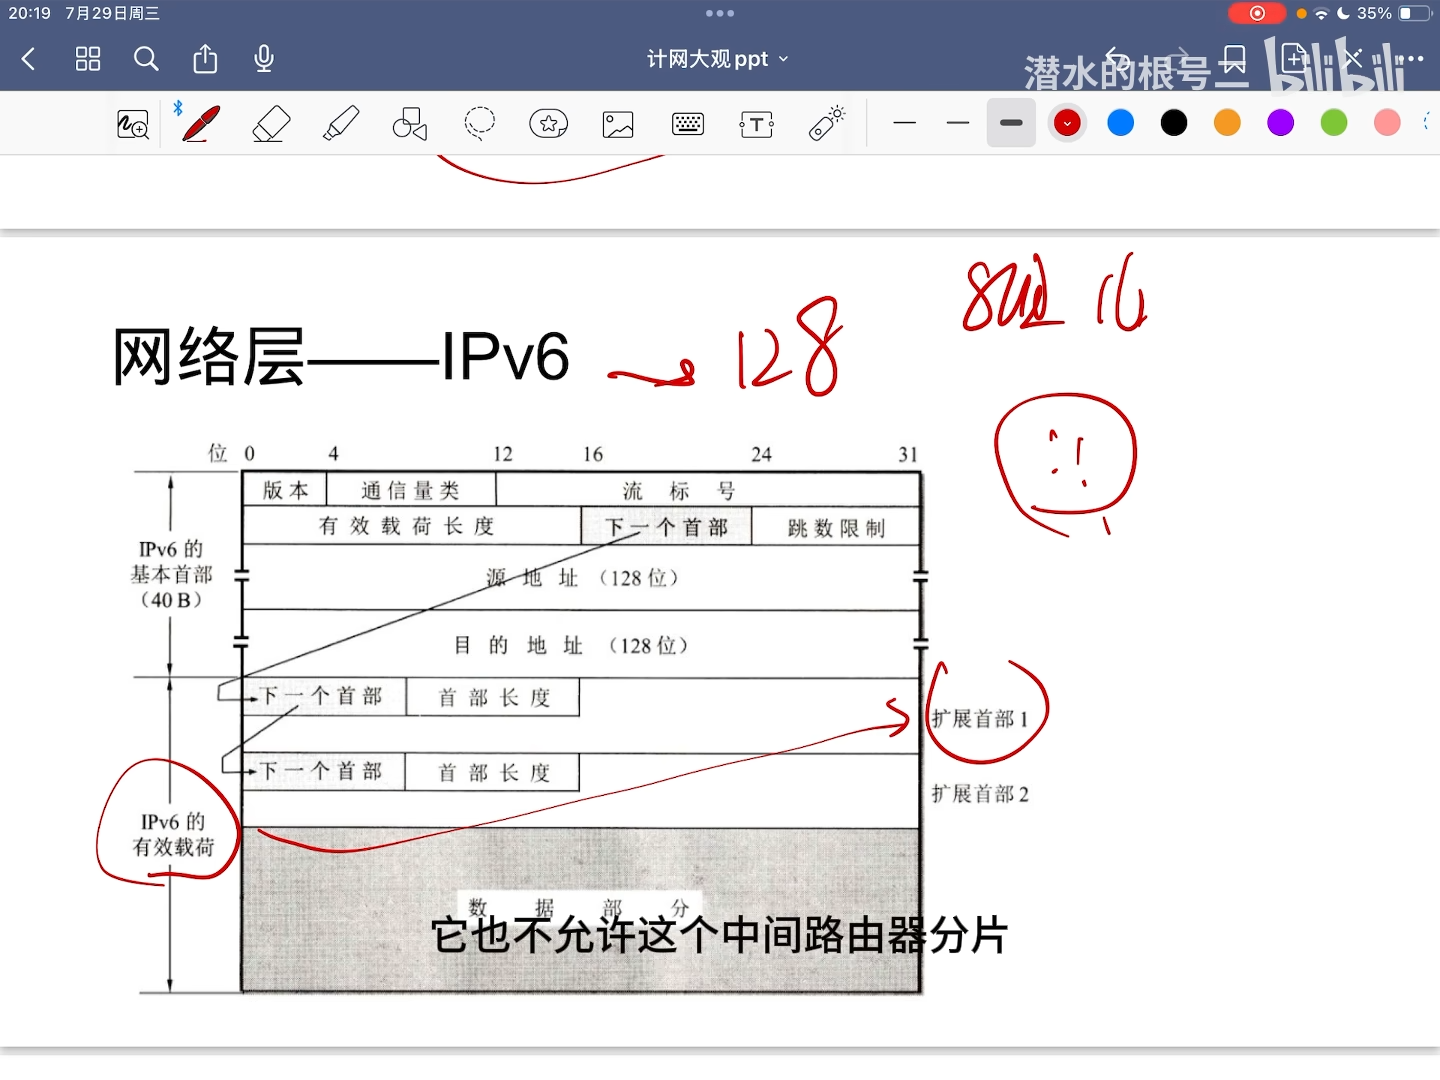 20:19 7月29日周三
35%
计网大观ppt
潜水的根号二 bilibili
网络层——IPv6
128
位 0 4 12 16 24 31
版本 通信量类 流标号
有效载荷长度 下一个首部 跳数限制
IPv6 的
基本首部
（40 B）
源地址（128 位）
目的地址（128 位）
下一个首部 首部长度
扩展首部 1
下一个首部 首部长度
扩展首部 2
IPv6 的
有效载荷
数据部分
它也不允许这个中间路由器分片